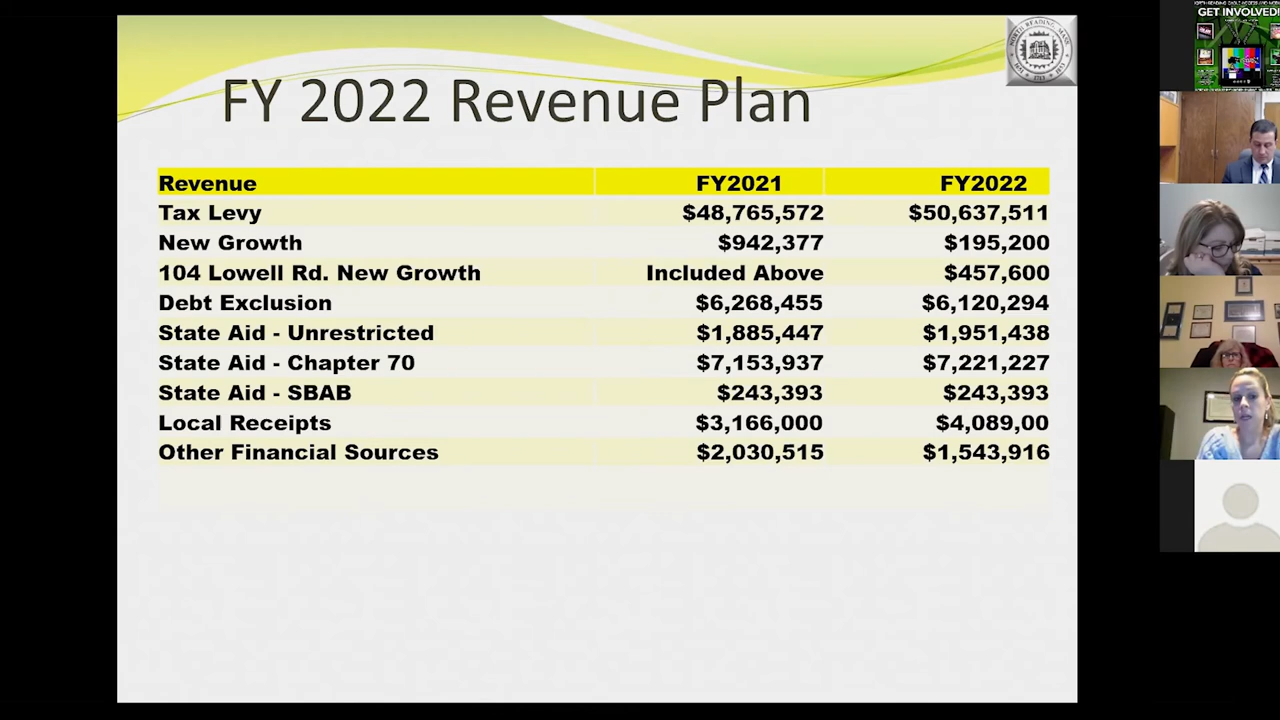 FY 2022 Revenue Plan
Revenue FY2021 FY2022
Tax Levy $48,765,572 $50,637,511
New Growth $942,377 $195,200
104 Lowell Rd. New Growth Included Above $457,600
Debt Exclusion $6,268,455 $6,120,294
State Aid - Unrestricted $1,885,447 $1,951,438
State Aid - Chapter 70 $7,153,937 $7,221,227
State Aid - SBAB $243,393 $243,393
Local Receipts $3,166,000 $4,089,00
Other Financial Sources $2,030,515 $1,543,916
NORTH READING, MASS.
GET INVOLVED!